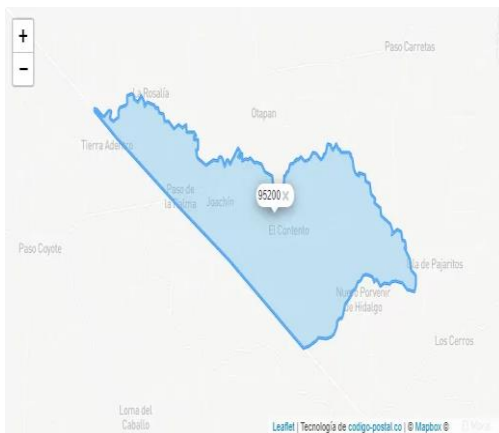 +
Paso Carretas
−
La Rosalía
Otapan
Tierra Adentro
Paso de
la Palma
Joachín
95200 ×
El Contento
Paso Coyote
Isla de Pajaritos
Nuevo Porvenir
de Hidalgo
Los Cerros
Loma del
Caballo
Leaflet | Tecnología de codigo-postal.co | © Mapbox ©